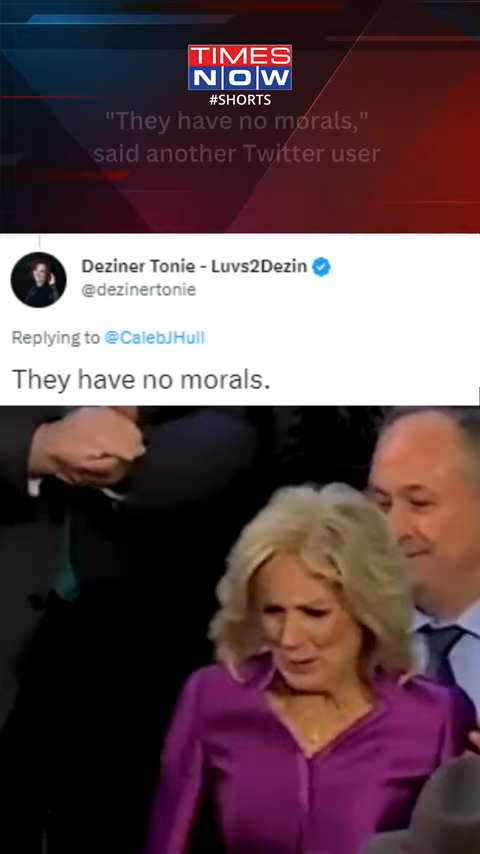 TIMES
NOW
#SHORTS
"They have no morals,"
said another Twitter user
Deziner Tonie - Luvs2Dezin
@dezinertonie
Replying to @CalebJHull
They have no morals.